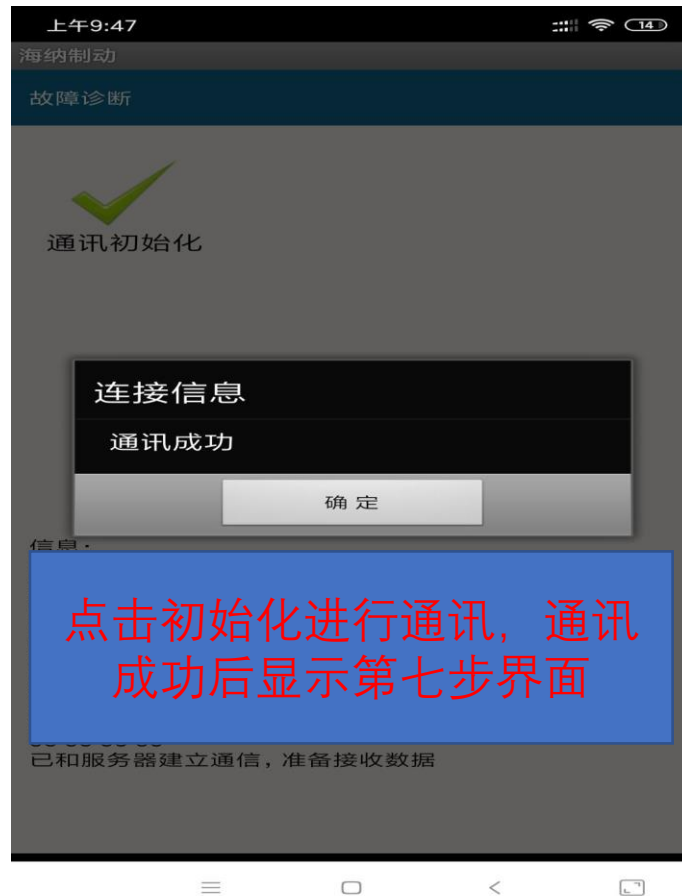 上午9:47
14
海纳制动
故障诊断
通讯初始化
连接信息
通讯成功
确定
信息:
点击初始化进行通讯,通讯
成功后显示第七步界面
已和服务器建立通信,准备接收数据